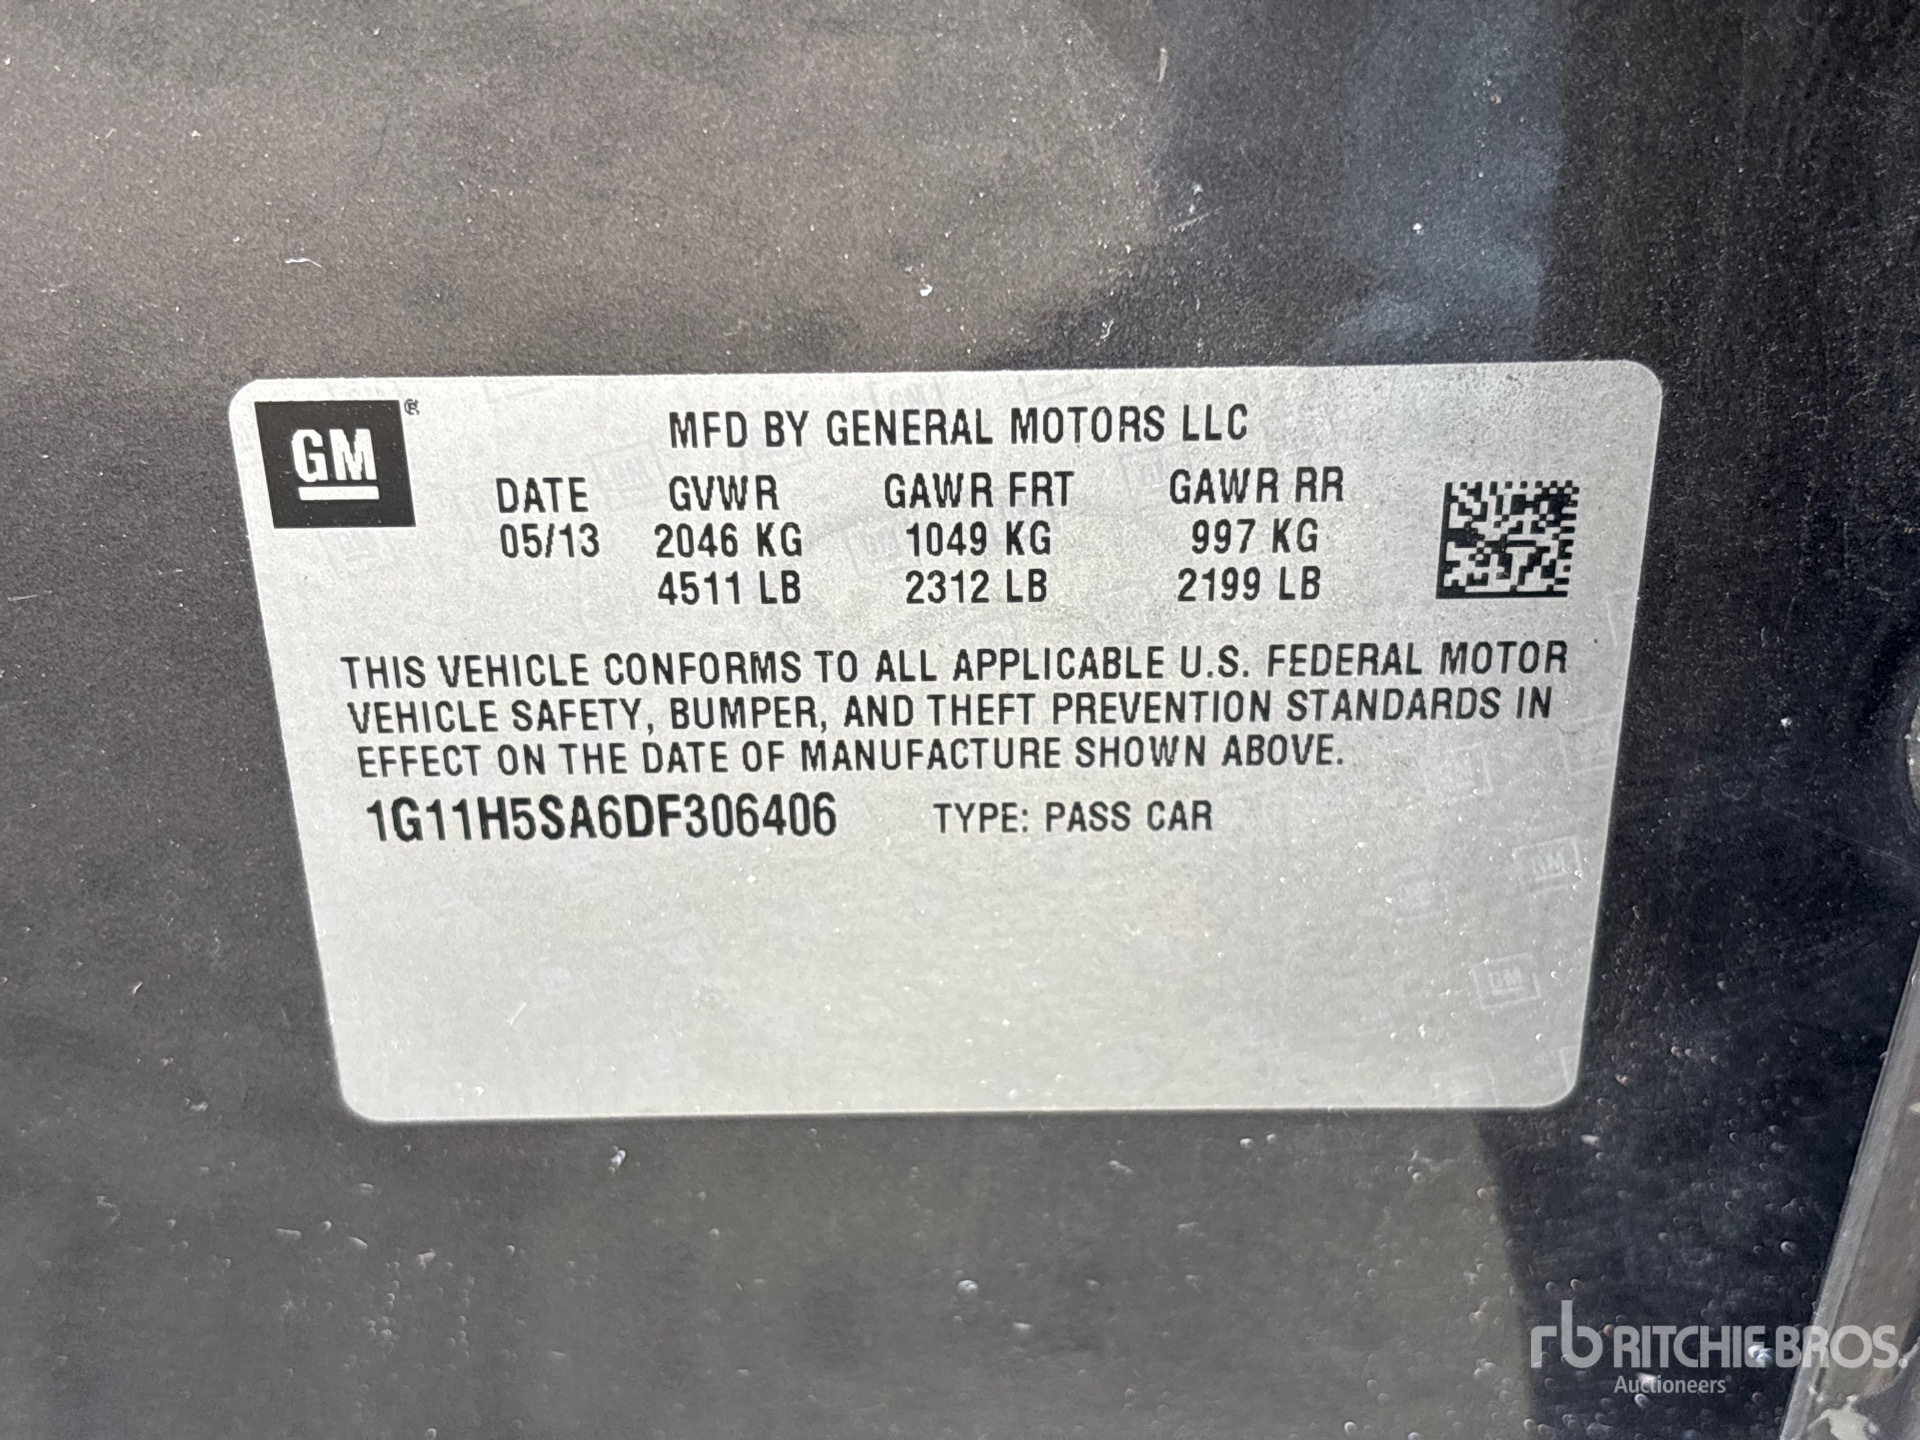 GM ®
MFD BY GENERAL MOTORS LLC
DATE GVWR GAWR FRT GAWR RR
05/13 2046 KG 1049 KG 997 KG
4511 LB 2312 LB 2199 LB
THIS VEHICLE CONFORMS TO ALL APPLICABLE U.S. FEDERAL MOTOR
VEHICLE SAFETY, BUMPER, AND THEFT PREVENTION STANDARDS IN
EFFECT ON THE DATE OF MANUFACTURE SHOWN ABOVE.
1G11H5SA6DF306406 TYPE: PASS CAR
rb RITCHIE BROS.
Auctioneers®